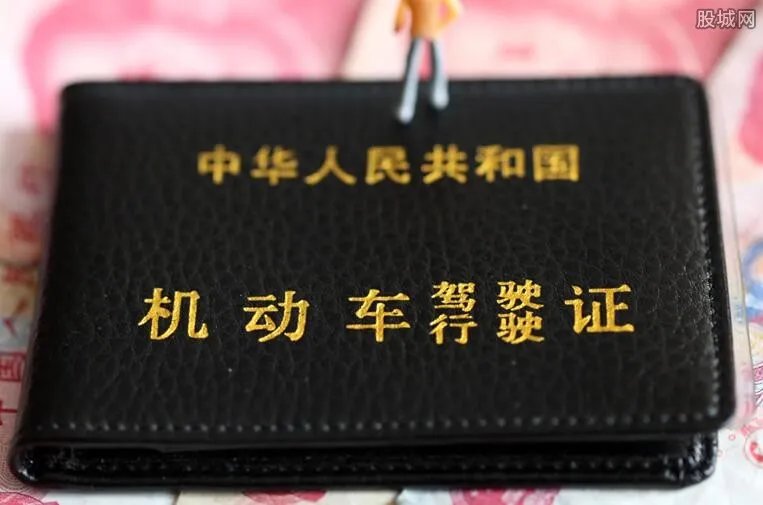 股城网
中华人民共和国
机动车驾驶证
行驶